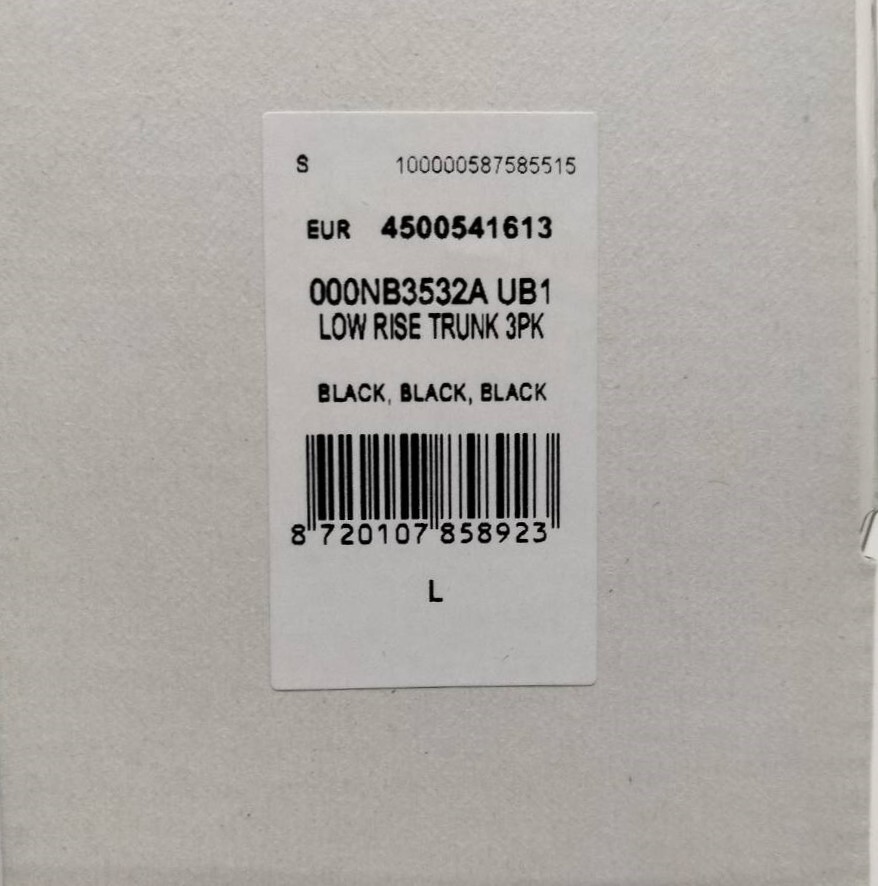 S 100000587585515
EUR 4500541613
000NB3532A UB1
LOW RISE TRUNK 3PK
BLACK, BLACK, BLACK
8 720107 858923
L